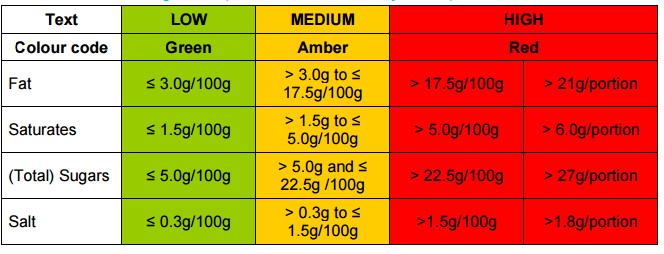 Text LOW MEDIUM HIGH
Colour code Green Amber Red
Fat ≤ 3.0g/100g > 3.0g to ≤ 17.5g/100g > 17.5g/100g > 21g/portion
Saturates ≤ 1.5g/100g > 1.5g to ≤ 5.0g/100g > 5.0g/100g > 6.0g/portion
(Total) Sugars ≤ 5.0g/100g > 5.0g and ≤ 22.5g /100g > 22.5g/100g > 27g/portion
Salt ≤ 0.3g/100g > 0.3g to ≤ 1.5g/100g >1.5g/100g >1.8g/portion